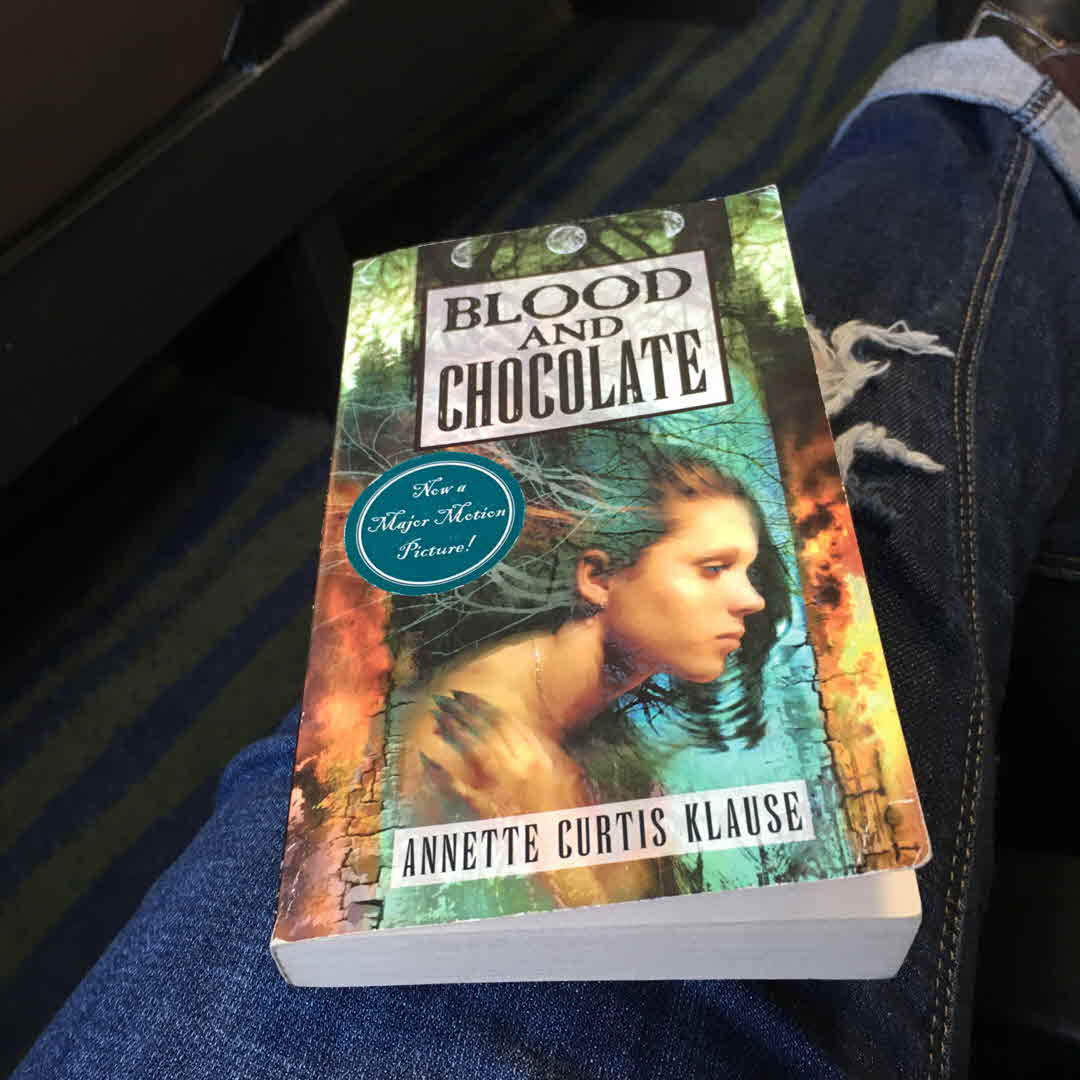 BLOOD
AND
CHOCOLATE
Now a
Major Motion
Picture!
ANNETTE CURTIS KLAUSE